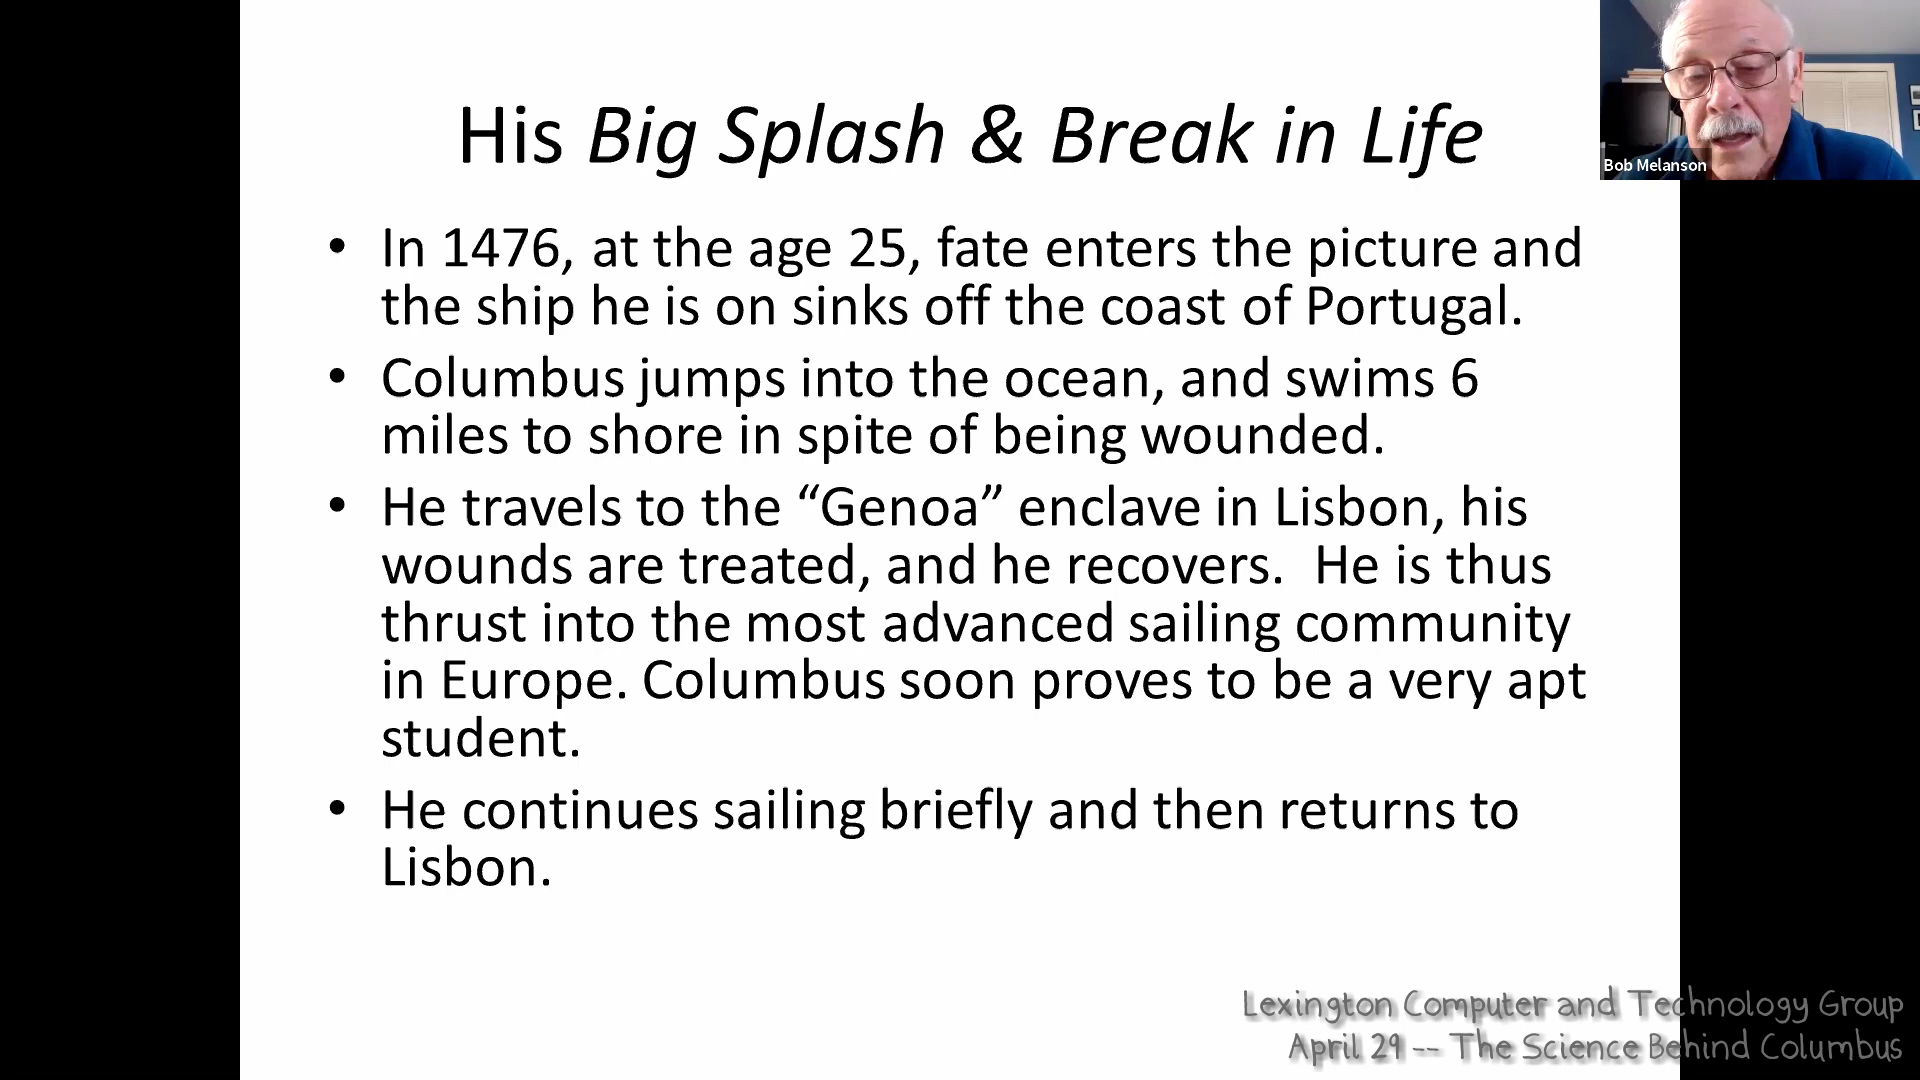 His Big Splash & Break in Life
Bob Melanson
• In 1476, at the age 25, fate enters the picture and
the ship he is on sinks off the coast of Portugal.
• Columbus jumps into the ocean, and swims 6
miles to shore in spite of being wounded.
• He travels to the “Genoa” enclave in Lisbon, his
wounds are treated, and he recovers.  He is thus
thrust into the most advanced sailing community
in Europe. Columbus soon proves to be a very apt
student.
• He continues sailing briefly and then returns to
Lisbon.
Lexington Computer and Technology Group
April 29 -- The Science Behind Columbus